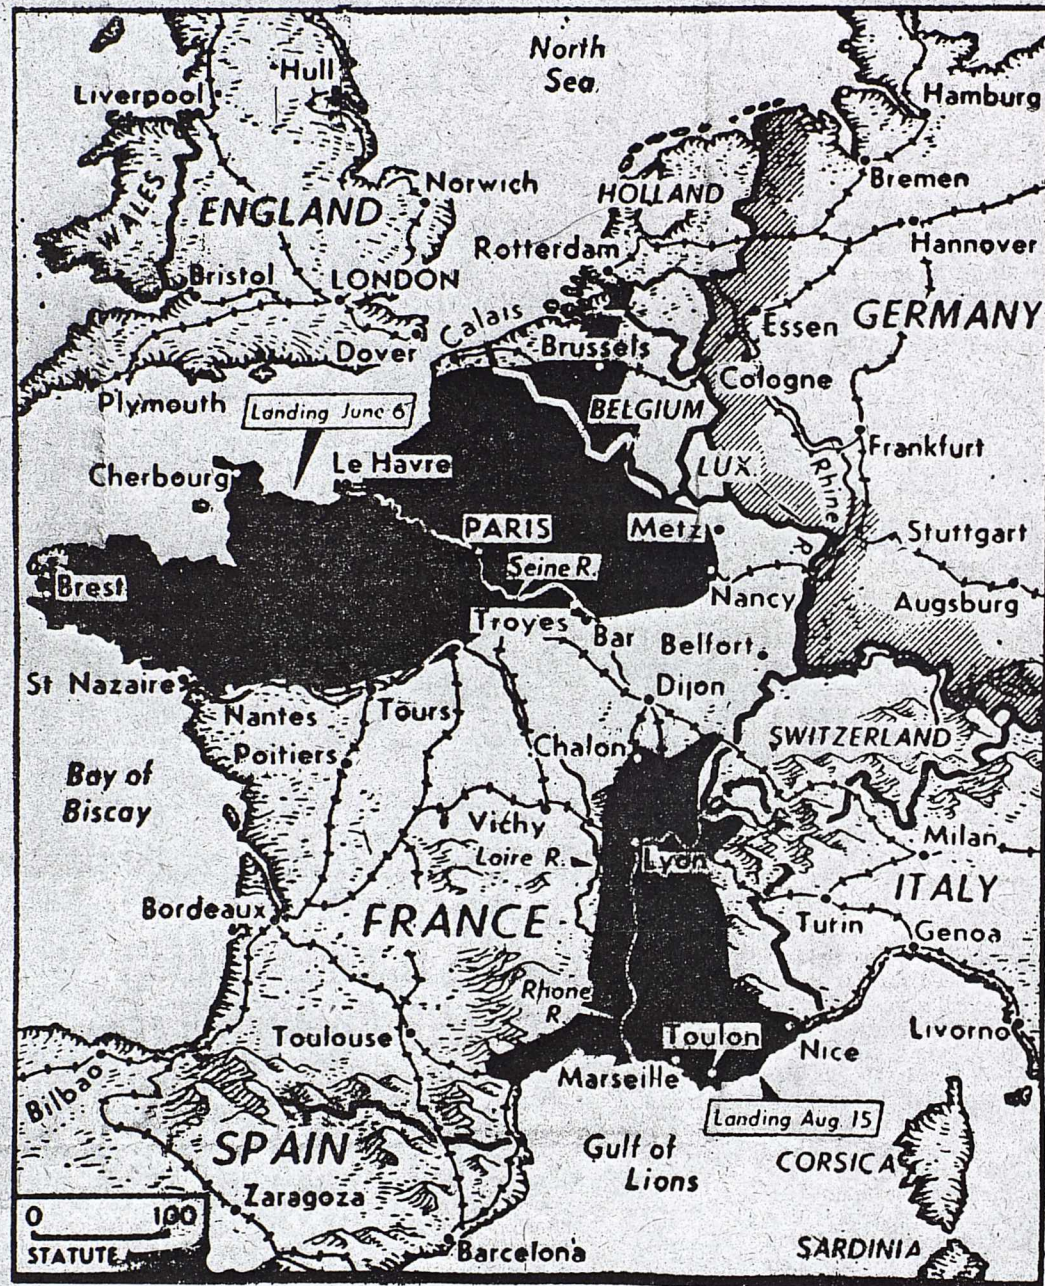 North
Sea
Hull
Liverpool
Hamburg
WALES
ENGLAND
Norwich
HOLLAND
Bremen
Rotterdam
Hannover
Bristol
LONDON
Calais
Dover
Brussels
Essen
GERMANY
Plymouth
Landing June 6
BELGIUM
Cologne
Cherbourg
Le Havre
LUX.
Rhine
R.
Frankfurt
PARIS
Metz
Stuttgart
Brest
Seine R.
Nancy
Augsburg
Troyes
Bar
Belfort
St Nazaire
Nantes
Tours
Dijon
Poitiers
Chalon
SWITZERLAND
Bay of
Biscay
Vichy
Loire R.
Lyon
Milan
Bordeaux
FRANCE
ITALY
Turin
Genoa
Rhone
R
Toulouse
Toulon
Nice
Livorno
Marseille
Bilbao
Landing Aug. 15
SPAIN
Gulf of
Lions
CORSICA
Zaragoza
0 100
STATUTE
Barcelona
SARDINIA